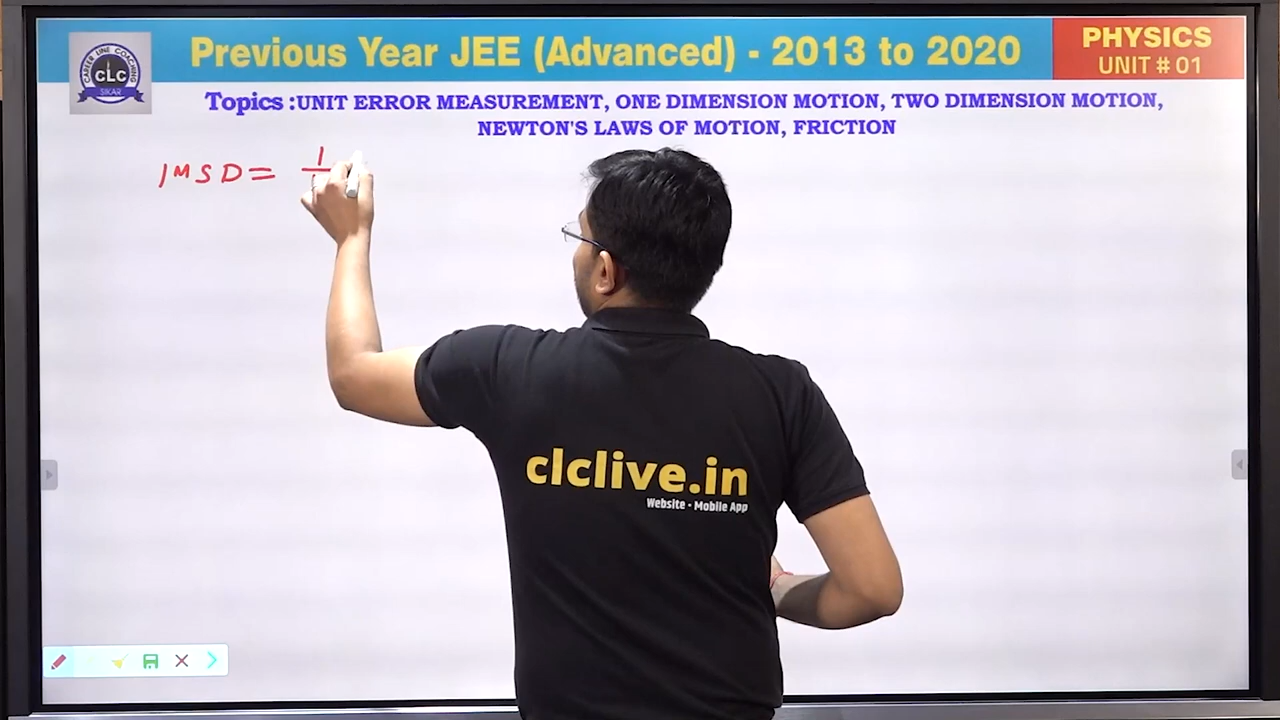 Previous Year JEE (Advanced) - 2013 to 2020
PHYSICS
UNIT # 01
CAREER LINE COACHING
CLC
SIKAR
Topics :UNIT ERROR MEASUREMENT, ONE DIMENSION MOTION, TWO DIMENSION MOTION,
NEWTON'S LAWS OF MOTION, FRICTION
1 MSD = 1
clclive.in
Website • Mobile App